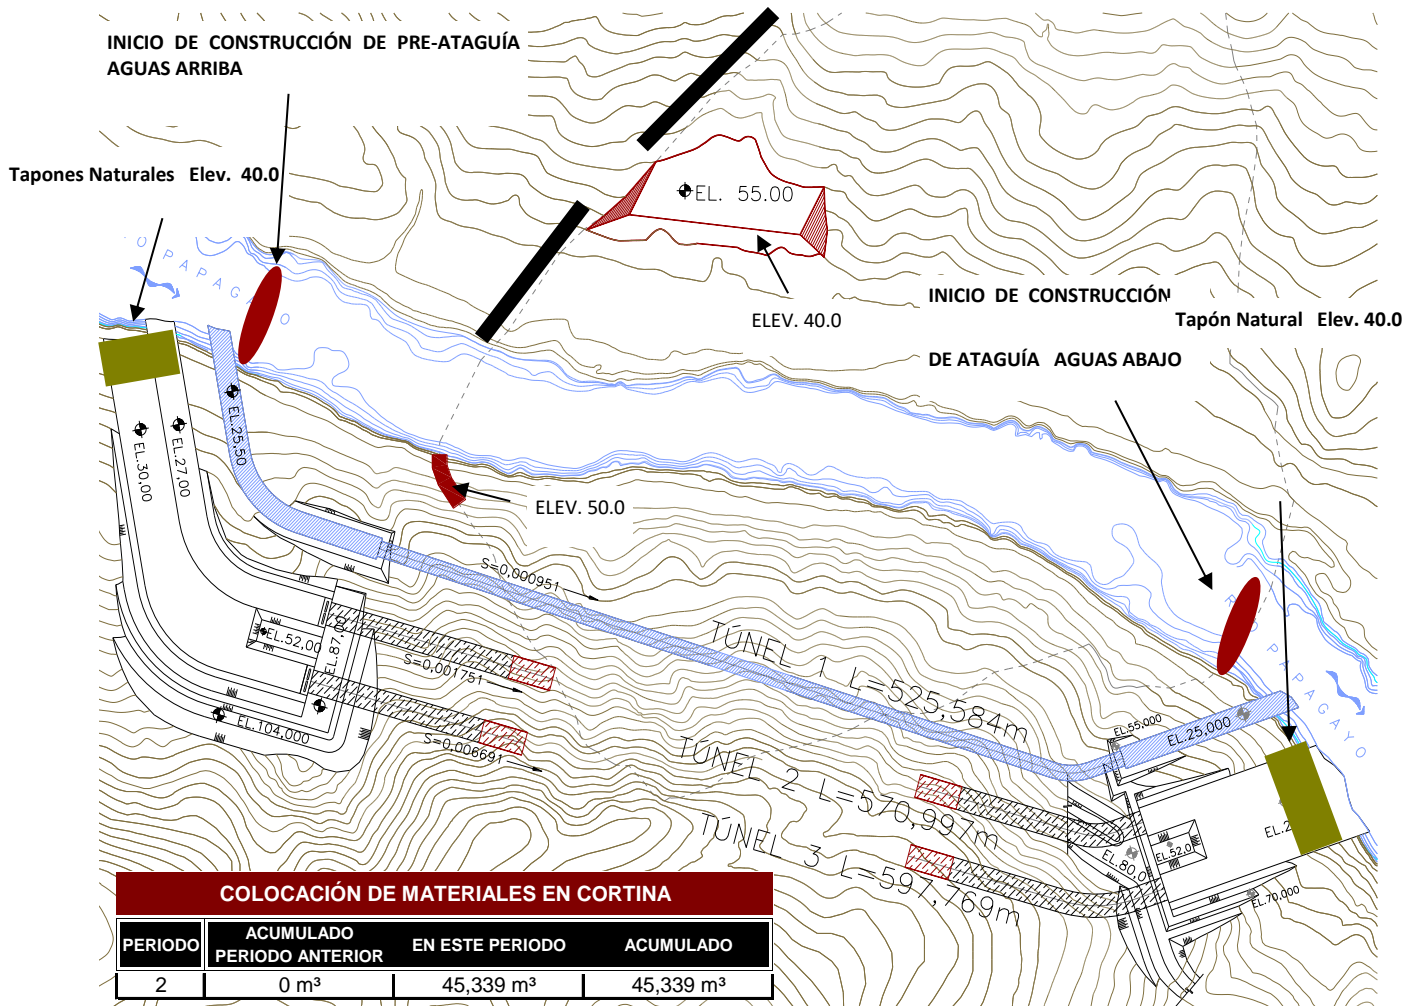 INICIO DE CONSTRUCCIÓN DE PRE-ATAGUÍA
AGUAS ARRIBA
Tapones Naturales Elev. 40.0
EL. 55.00
O PAPAGAYO
ELEV. 40.0
INICIO DE CONSTRUCCIÓN
DE ATAGUÍA AGUAS ABAJO
Tapón Natural Elev. 40.0
EL.30,00
EL.27,00
EL.25,50
ELEV. 50.0
S=0,000951
EL.52,00
EL.87,00
S=0,001751
EL.104,000
S=0,006691
TÚNEL 1 L=525,584m
TÚNEL 2 L=570,997m
TÚNEL 3 L=597,769m
RÍO PAPAGAYO
EL.55,000
EL.25,000
EL.2
EL.52,0
EL.80,0
EL.70,000
COLOCACIÓN DE MATERIALES EN CORTINA
PERIODO ACUMULADO PERIODO ANTERIOR EN ESTE PERIODO ACUMULADO
2 0 m³ 45,339 m³ 45,339 m³